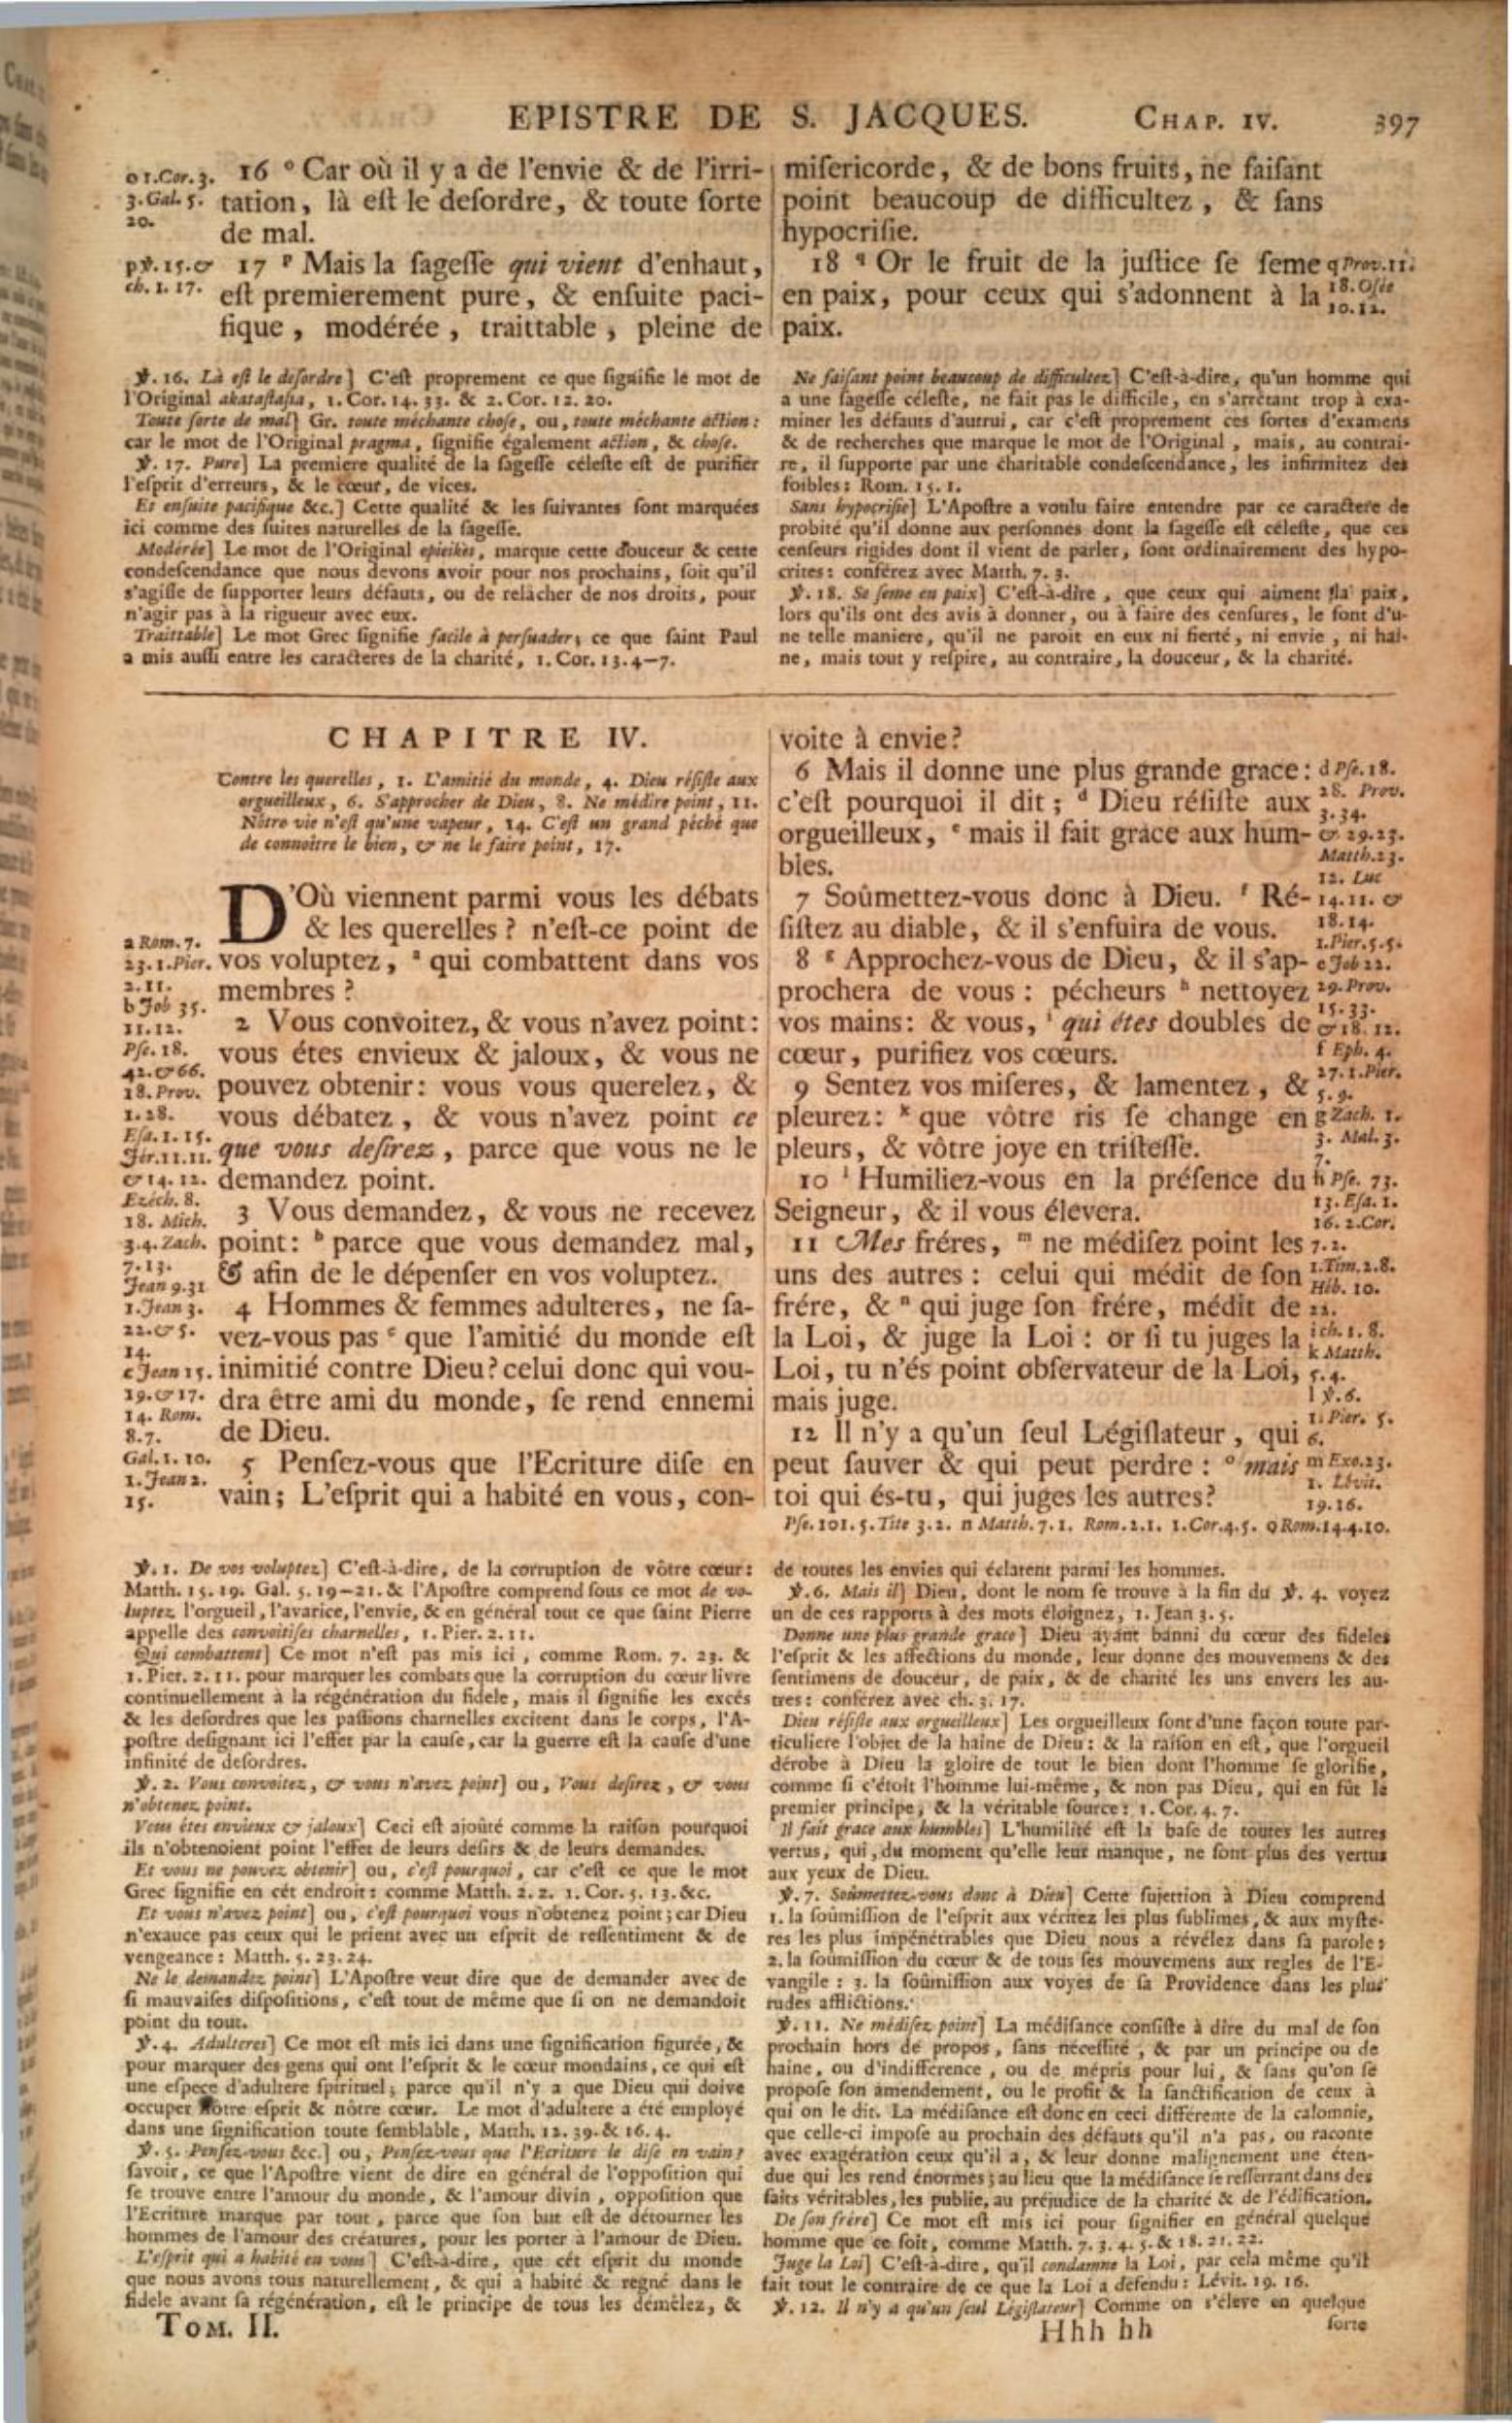 EPISTRE DE S. JACQUES. CHAP. IV. 397
o 1.Cor. 3.
3. Gal. 5.
20.
p ℣. 15. &
ch. 1. 17.
16 ᵒ Car où il y a de l'envie & de l'irri-
tation, là eſt le deſordre, & toute ſorte
de mal.
17 ᵖ Mais la ſageſſe qui vient d'enhaut,
eſt premierement pure, & enſuite paci-
fique, modérée, traittable, pleine de
miſericorde, & de bons fruits, ne faiſant
point beaucoup de difficultez, & ſans
hypocriſie.
18 ᑫ Or le fruit de la juſtice ſe ſeme
en paix, pour ceux qui s'adonnent à la
paix.
q Prov. 11.
18. Oſée
10. 12.
℣. 16. Là eſt le deſordre] C'eſt proprement ce que ſignifie le mot de
l'Original akataſtaſia, 1. Cor. 14. 33. & 2. Cor. 12. 20.
Toute ſorte de mal] Gr. toute méchante choſe, ou, toute méchante action:
car le mot de l'Original pragma, ſignifie également action, & choſe.
℣. 17. Pure] La premiere qualité de la ſageſſe céleſte eſt de purifier
l'eſprit d'erreurs, & le cœur, de vices.
Et enſuite pacifique &c.] Cette qualité & les ſuivantes ſont marquées
ici comme des ſuites naturelles de la ſageſſe.
Modérée] Le mot de l'Original epieikès, marque cette douceur & cette
condeſcendance que nous devons avoir pour nos prochains, ſoit qu'il
s'agiſſe de ſupporter leurs défauts, ou de relâcher de nos droits, pour
n'agir pas à la rigueur avec eux.
Traittable] Le mot Grec ſignifie facile à perſuader; ce que ſaint Paul
a mis auſſi entre les caracteres de la charité, 1. Cor. 13. 4—7.
Ne faiſant point beaucoup de difficultez] C'eſt-à-dire, qu'un homme qui
a une ſageſſe céleſte, ne fait pas le difficile, en s'arrêtant trop à exa-
miner les défauts d'autrui, car c'eſt proprement ces ſortes d'examens
& de recherches que marque le mot de l'Original, mais, au contrai-
re, il ſupporte par une charitable condeſcendance, les infirmitez des
foibles: Rom. 15. 1.
Sans hypocriſie] L'Apoſtre a voulu faire entendre par ce caractere de
probité qu'il donne aux perſonnes dont la ſageſſe eſt céleſte, que ces
cenſeurs rigides dont il vient de parler, ſont ordinairement des hypo-
crites: conférez avec Matth. 7. 3.
℣. 18. Se ſeme en paix] C'eſt-à-dire, que ceux qui aiment la paix,
lors qu'ils ont des avis à donner, ou à faire des cenſures, le font d'u-
ne telle maniere, qu'il ne paroit en eux ni fierté, ni envie, ni hai-
ne, mais tout y reſpire, au contraire, la douceur, & la charité.
CHAPITRE IV.
Contre les querelles, 1. L'amitié du monde, 4. Dieu réſiſte aux
orgueilleux, 6. S'approcher de Dieu, 8. Ne médire point, 11.
Nôtre vie n'eſt qu'une vapeur, 14. C'eſt un grand péché que
de connoître le bien, & ne le faire point, 17.
a Rom. 7.
23. 1.Pier.
2. 11.
b Job 35.
11. 12.
Pſe. 18.
42. & 66.
18. Prov.
1. 28.
Eſa. 1. 15.
Jér. 11. 11.
& 14. 12.
Ezéch. 8.
18. Mich.
3. 4. Zach.
7. 13.
Jean 9. 31
1. Jean 3.
22. & 5.
14.
c Jean 15.
19. & 17.
14. Rom.
8. 7.
Gal. 1. 10.
1. Jean 2.
15.
D'Où viennent parmi vous les débats
& les querelles? n'eſt-ce point de
vos voluptez, ᵃ qui combattent dans vos
membres?
2 Vous convoitez, & vous n'avez point:
vous étes envieux & jaloux, & vous ne
pouvez obtenir: vous vous querelez, &
vous débatez, & vous n'avez point ce
que vous deſirez, parce que vous ne le
demandez point.
3 Vous demandez, & vous ne recevez
point: ᵇ parce que vous demandez mal,
& afin de le dépenſer en vos voluptez.
4 Hommes & femmes adulteres, ne ſa-
vez-vous pas ᶜ que l'amitié du monde eſt
inimitié contre Dieu? celui donc qui vou-
dra être ami du monde, ſe rend ennemi
de Dieu.
5 Penſez-vous que l'Ecriture diſe en
vain; L'eſprit qui a habité en vous, con-
voite à envie?
6 Mais il donne une plus grande grace:
c'eſt pourquoi il dit; ᵈ Dieu réſiſte aux
orgueilleux, ᵉ mais il fait grâce aux hum-
bles.
7 Soûmettez-vous donc à Dieu. ᶠ Ré-
ſiſtez au diable, & il s'enfuira de vous.
8 ᵍ Approchez-vous de Dieu, & il s'ap-
prochera de vous: pécheurs ʰ nettoyez
vos mains: & vous, ⁱ qui étes doubles de
cœur, purifiez vos cœurs.
9 Sentez vos miſeres, & lamentez, &
pleurez: ᵏ que vôtre ris ſe change en
pleurs, & vôtre joye en triſteſſe.
10 ˡ Humiliez-vous en la préſence du
Seigneur, & il vous élevera.
11 Mes fréres, ᵐ ne médiſez point les
uns des autres: celui qui médit de ſon
frére, & ⁿ qui juge ſon frére, médit de
la Loi, & juge la Loi: or ſi tu juges la
Loi, tu n'és point obſervateur de la Loi,
mais juge.
12 Il n'y a qu'un ſeul Légiſlateur, qui
peut ſauver & qui peut perdre: ᵒ mais
toi qui és-tu, qui juges les autres?
d Pſe. 18.
28. Prov.
3. 34.
& 29. 23.
Matth. 23.
12. Luc
14. 11. &
18. 14.
1. Pier. 5. 5.
e Job 22.
29. Prov.
15. 33.
& 18. 12.
f Eph. 4.
27. 1. Pier.
5. 9.
g Zach. 1.
3. Mal. 3.
7.
h Pſe. 73.
13. Eſa. 1.
16. 2.Cor.
7. 1.
1. Tim. 2. 8.
Héb. 10.
22.
i ch. 1. 8.
k Matth.
5. 4.
l ℣. 6.
1. Pier. 5.
6.
m Exo. 23.
1. Lévit.
19. 16.
Pſe. 101. 5. Tite 3. 2. n Matth. 7. 1. Rom. 2. 1. 1. Cor. 4. 5. o Rom. 14. 4. 10.
℣. 1. De vos voluptez] C'eſt-à-dire, de la corruption de vôtre cœur:
Matth. 15. 19. Gal. 5. 19—21. & l'Apoſtre comprend ſous ce mot de vo-
luptez l'orgueil, l'avarice, l'envie, & en général tout ce que ſaint Pierre
appelle des convoitiſes charnelles, 1. Pier. 2. 11.
Qui combattent] Ce mot n'eſt pas mis ici, comme Rom. 7. 23. &
1. Pier. 2. 11. pour marquer les combats que la corruption du cœur livre
continuellement à la régénération du fidele, mais il ſignifie les excés
& les deſordres que les paſſions charnelles excitent dans le corps, l'A-
poſtre deſignant ici l'effet par la cauſe, car la guerre eſt la cauſe d'une
infinité de deſordres.
℣. 2. Vous convoitez, & vous n'avez point] ou, Vous deſirez, & vous
n'obtenez point.
Vous étes envieux & jaloux] Ceci eſt ajoûté comme la raiſon pourquoi
ils n'obtenoient point l'effet de leurs deſirs & de leurs demandes.
Et vous ne pouvez obtenir] ou, c'eſt pourquoi, car c'eſt ce que le mot
Grec ſignifie en cét endroit: comme Matth. 2. 2. 1. Cor. 5. 13. &c.
Et vous n'avez point] ou, c'eſt pourquoi vous n'obtenez point; car Dieu
n'exauce pas ceux qui le prient avec un eſprit de reſſentiment & de
vengeance: Matth. 5. 23. 24.
Ne le demandez point] L'Apoſtre veut dire que de demander avec de
ſi mauvaiſes diſpoſitions, c'eſt tout de même que ſi on ne demandoit
point du tout.
℣. 4. Adulteres] Ce mot eſt mis ici dans une ſignification figurée, &
pour marquer des gens qui ont l'eſprit & le cœur mondains, ce qui eſt
une eſpece d'adultere ſpirituel; parce qu'il n'y a que Dieu qui doive
occuper nôtre eſprit & nôtre cœur. Le mot d'adultere a été employé
dans une ſignification toute ſemblable, Matth. 12. 39. & 16. 4.
℣. 5. Penſez-vous &c.] ou, Penſez-vous que l'Ecriture le diſe en vain?
ſavoir, ce que l'Apoſtre vient de dire en général de l'oppoſition qui
ſe trouve entre l'amour du monde, & l'amour divin, oppoſition que
l'Ecriture marque par tout, parce que ſon but eſt de détourner les
hommes de l'amour des créatures, pour les porter à l'amour de Dieu.
L'eſprit qui a habité en vous] C'eſt-à-dire, que cét eſprit du monde
que nous avons tous naturellement, & qui a habité & regné dans le
fidele avant ſa régénération, eſt le principe de tous les démêlez, &
de toutes les envies qui éclatent parmi les hommes.
℣. 6. Mais il] Dieu, dont le nom ſe trouve à la fin du ℣. 4. voyez
un de ces rapports à des mots éloignez, 1. Jean 3. 5.
Donne une plus grande grace] Dieu ayant banni du cœur des fideles
l'eſprit & les affections du monde, leur donne des mouvemens & des
ſentimens de douceur, de paix, & de charité les uns envers les au-
tres: conférez avec ch. 3. 17.
Dieu réſiſte aux orgueilleux] Les orgueilleux ſont d'une façon toute par-
ticuliere l'objet de la haine de Dieu: & la raiſon en eſt, que l'orgueil
dérobe à Dieu la gloire de tout le bien dont l'homme ſe glorifie,
comme ſi c'étoit l'homme lui-même, & non pas Dieu, qui en fût le
premier principe, & la véritable ſource: 1. Cor. 4. 7.
Il fait grace aux humbles] L'humilité eſt la baſe de toutes les autres
vertus, qui, du moment qu'elle leur manque, ne ſont plus des vertus
aux yeux de Dieu.
℣. 7. Soûmettez-vous donc à Dieu] Cette ſujettion à Dieu comprend
1. la ſoûmiſſion de l'eſprit aux véritez les plus ſublimes, & aux myſte-
res les plus impénétrables que Dieu nous a révélez dans ſa parole;
2. la ſoûmiſſion du cœur & de tous ſes mouvemens aux regles de l'E-
vangile: 3. la ſoûmiſſion aux voyes de ſa Providence dans les plus
rudes afflictions.
℣. 11. Ne médiſez point] La médiſance conſiſte à dire du mal de ſon
prochain hors de propos, ſans néceſſité, & par un principe ou de
haine, ou d'indifférence, ou de mépris pour lui, & ſans qu'on ſe
propoſe ſon amendement, ou le profit & la ſanctification de ceux à
qui on le dit. La médiſance eſt donc en ceci différente de la calomnie,
que celle-ci impoſe au prochain des défauts qu'il n'a pas, ou raconte
avec exagération ceux qu'il a, & leur donne malignement une éten-
due qui les rend énormes; au lieu que la médiſance ſe reſſerrant dans des
faits véritables, les publie, au préjudice de la charité & de l'édification.
De ſon frére] Ce mot eſt mis ici pour ſignifier en général quelque
homme que ce ſoit, comme Matth. 7. 3. 4. 5. & 18. 21. 22.
Juge la Loi] C'eſt-à-dire, qu'il condamne la Loi, par cela même qu'il
fait tout le contraire de ce que la Loi a défendu: Lévit. 19. 16.
℣. 12. Il n'y a qu'un ſeul Légiſlateur] Comme on s'éleve en quelque
TOM. II. Hhh hh ſorte